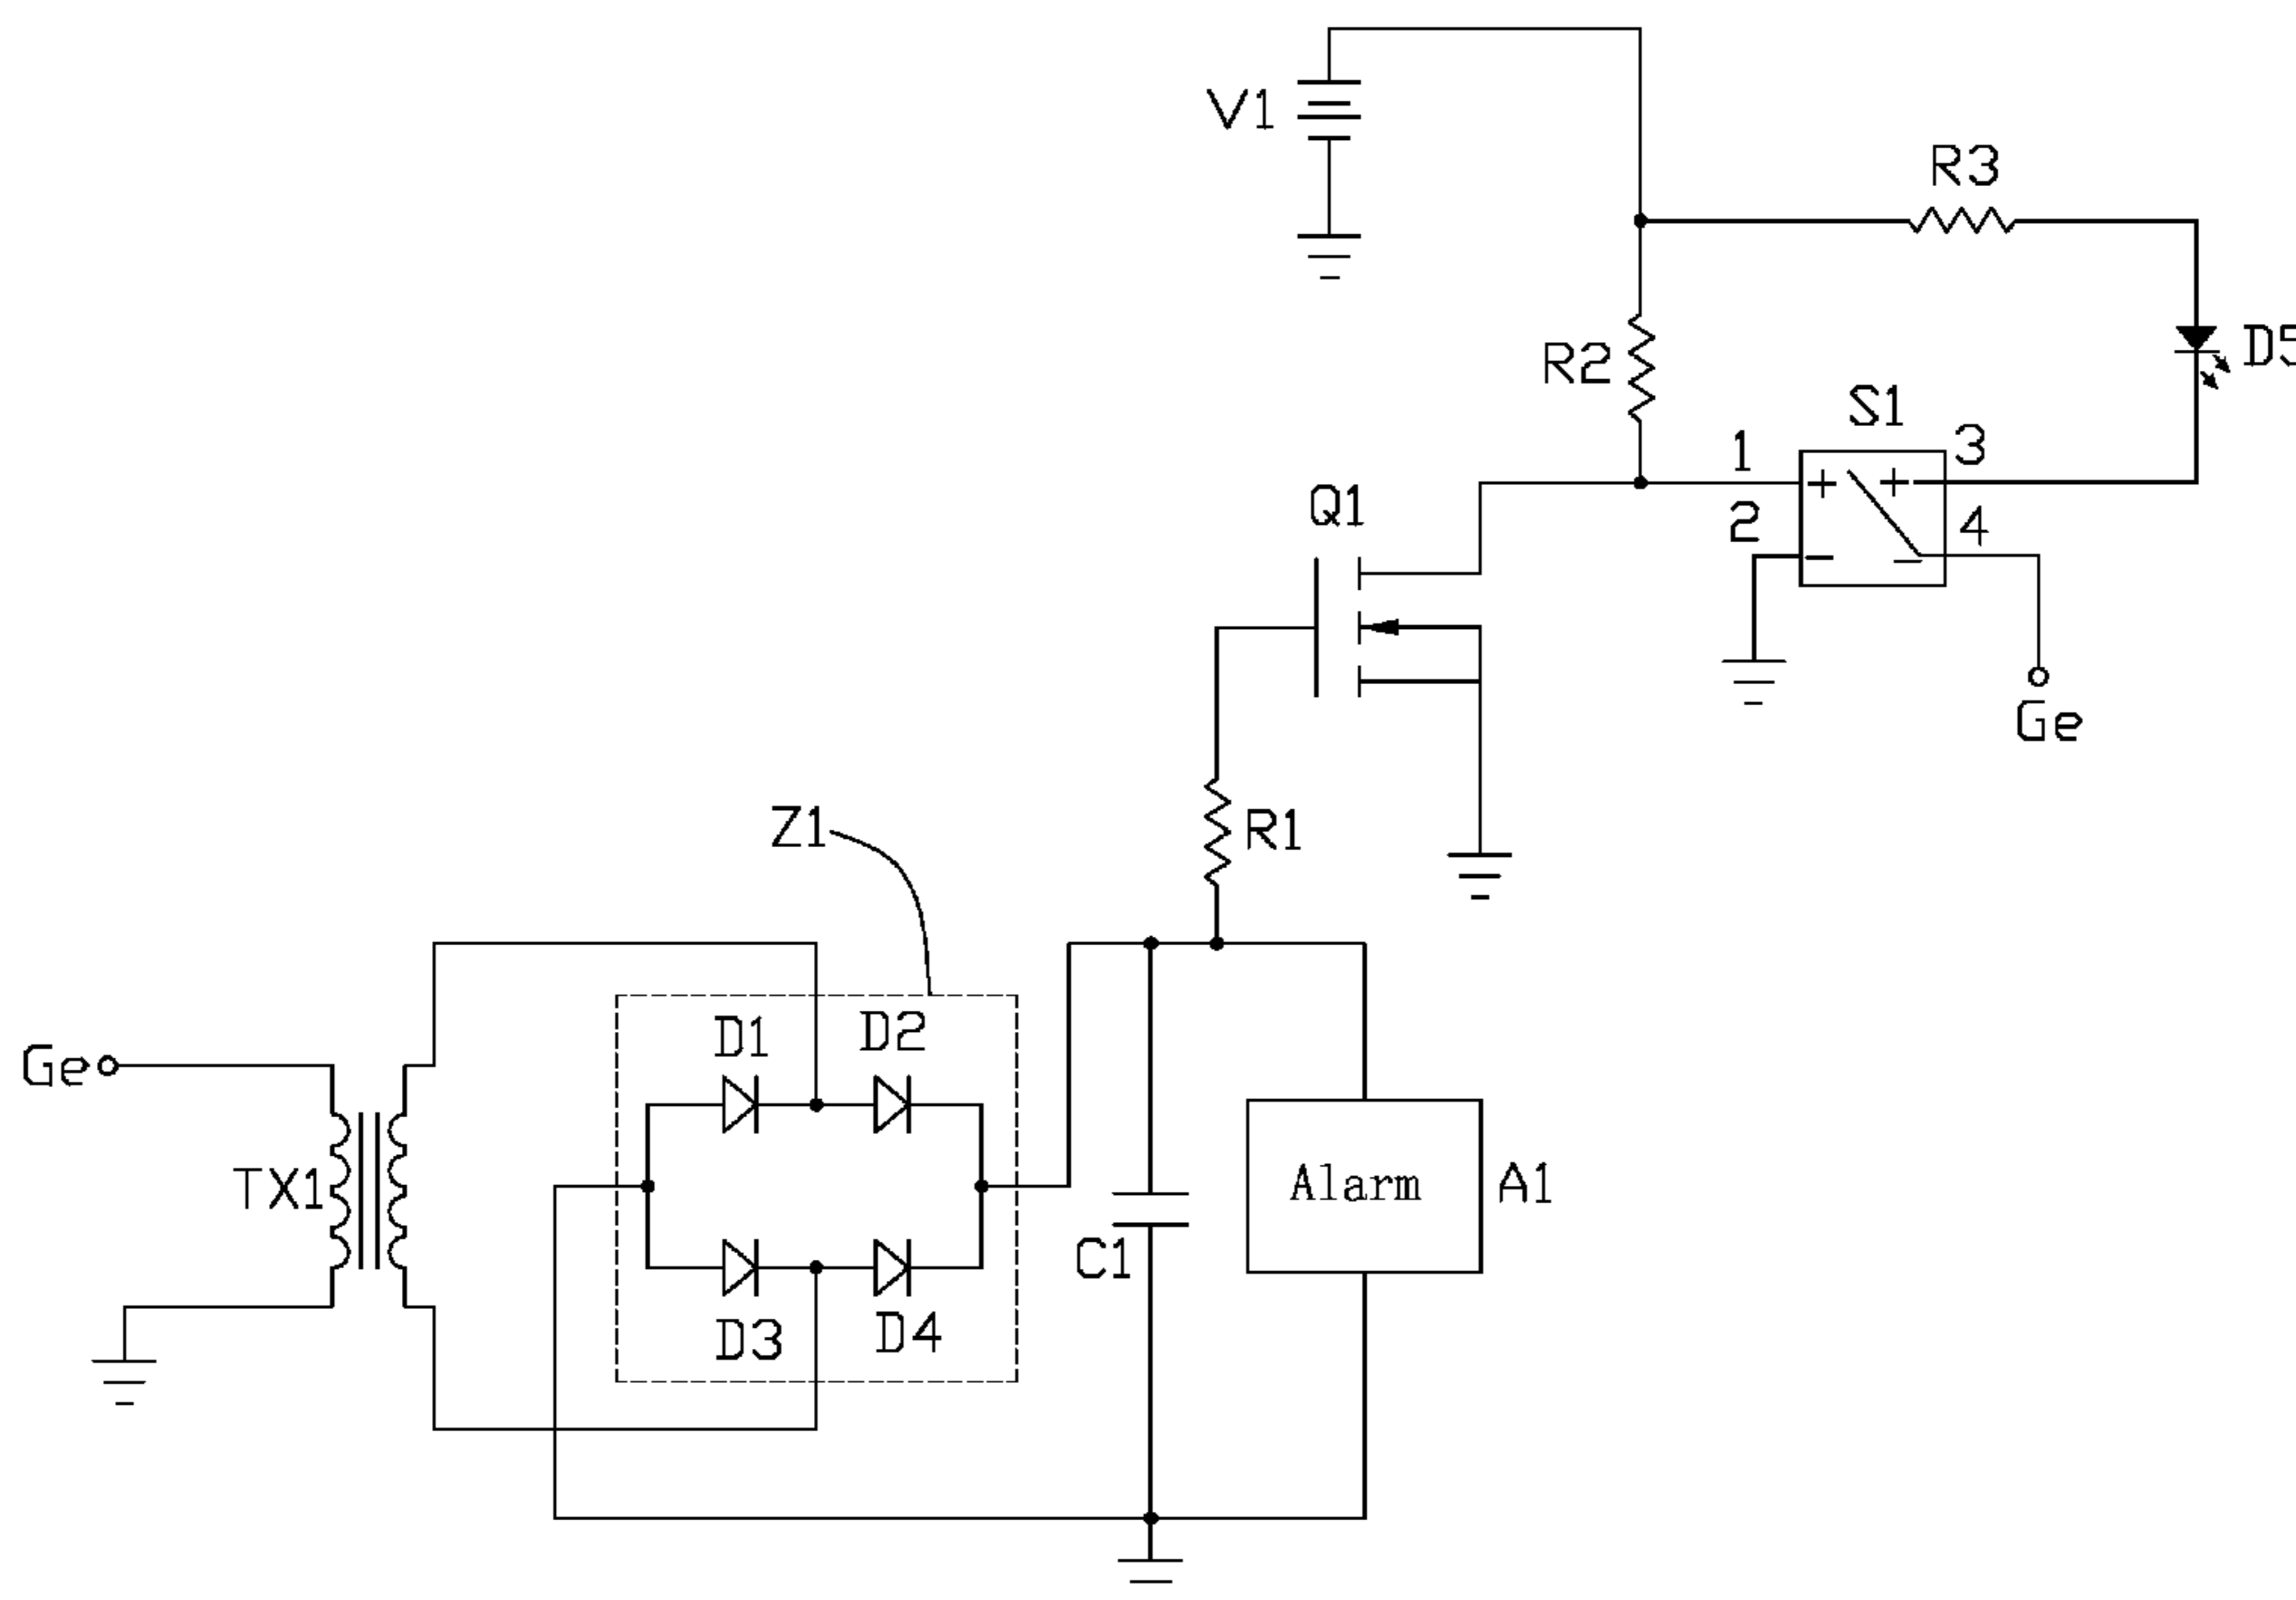 V1
R3
R2
D5
S1
1
+
+
3
2
-
-
4
Q1
Ge
Z1
R1
D1
D2
Ge
TX1
Alarm
A1
C1
D3
D4